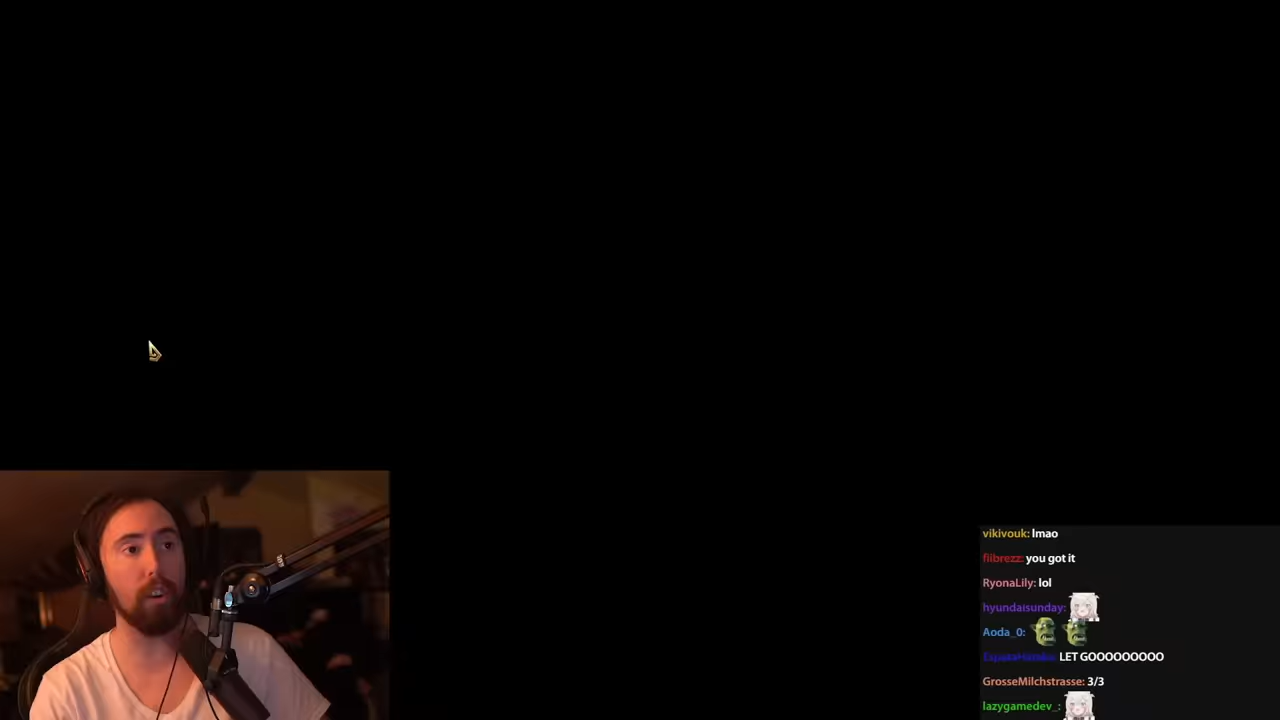 vikivouk: lmao
fiibrezz: you got it
RyonaLily: lol
hyundaisunday:
Aoda_0:
LET GOOOOOOOOO
GrosseMilchstrasse: 3/3
lazygamedev_: